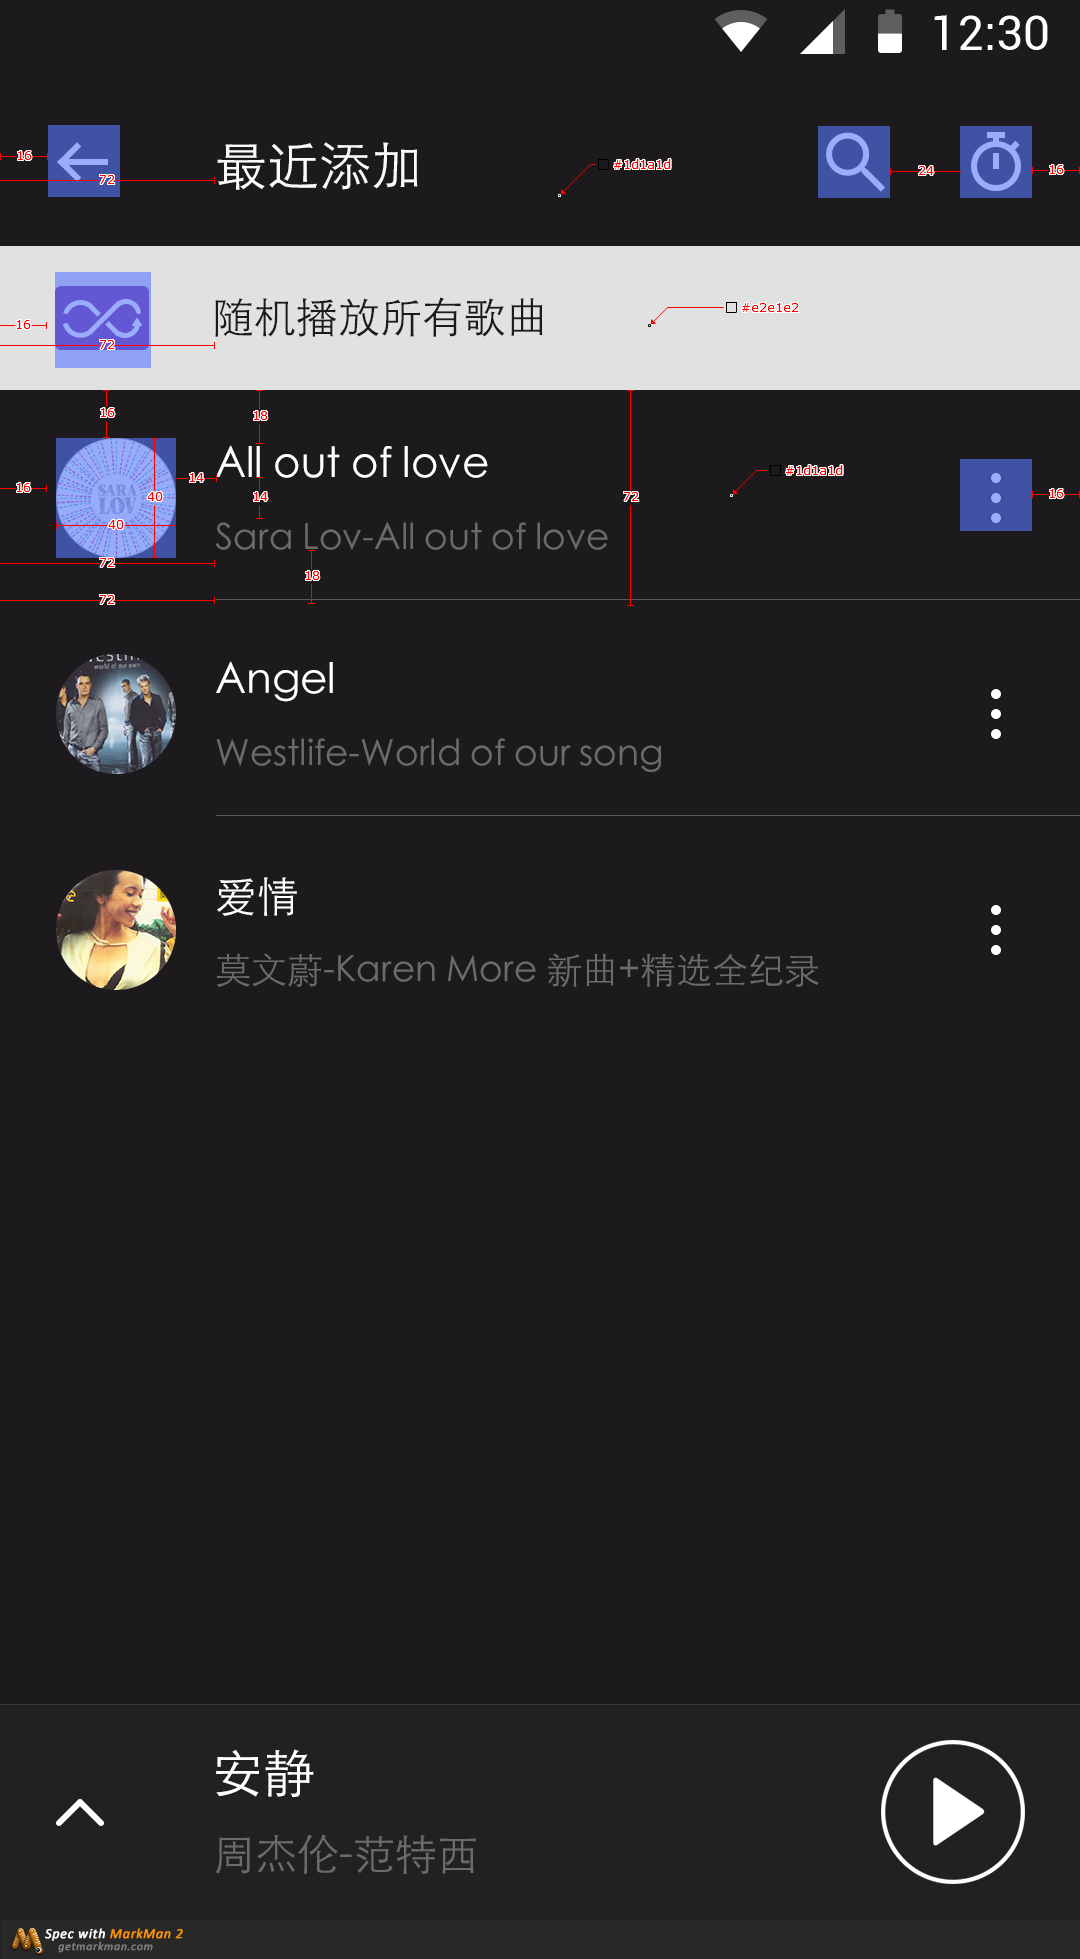 12:30
16
72
最近添加
#1d1a1d
24
16
16
72
随机播放所有歌曲
#e2e1e2
16
18
All out of love
#1d1a1d
16
SARA
LOV
40
14
14
72
16
40
Sara Lov-All out of love
72
18
72
world of our own
Angel
Westlife-World of our song
爱情
莫文蔚-Karen More 新曲+精选全纪录
安静
周杰伦-范特西
Spec with MarkMan 2
getmarkman.com